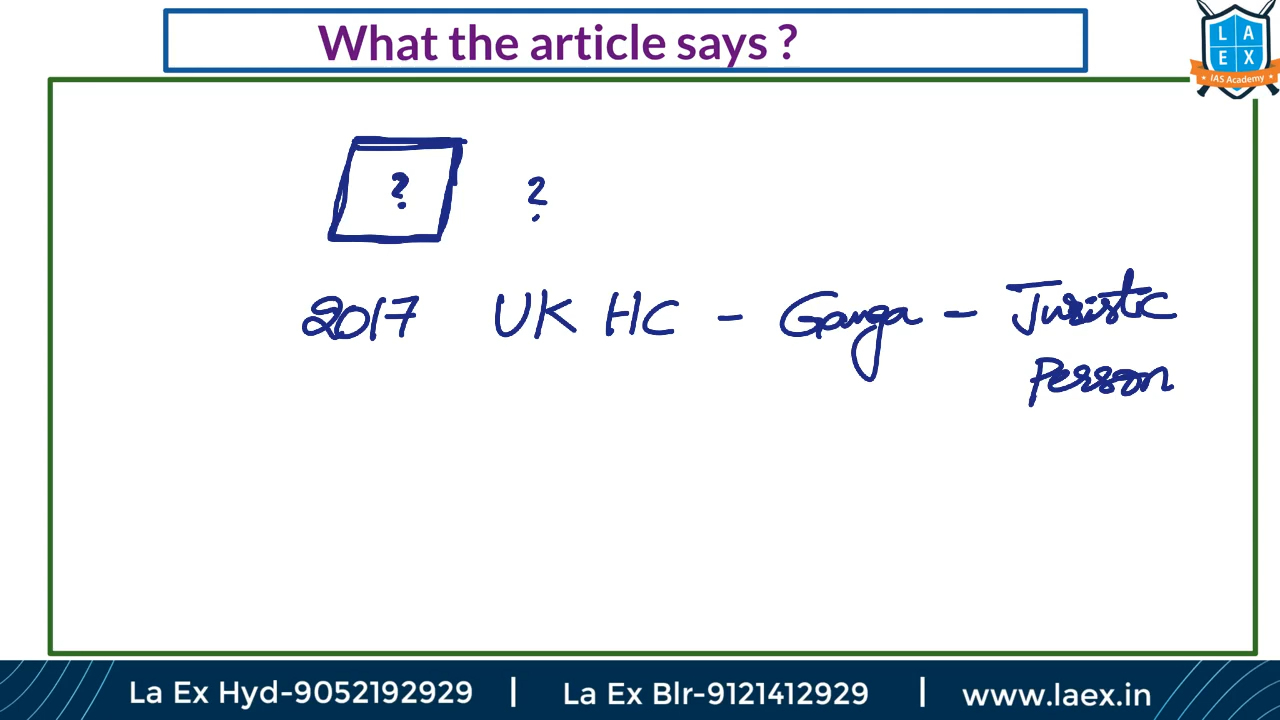 What the article says ?
L A
E X
IAS Academy
? ?
2017 UK HC - Ganga - Juristic
Person
La Ex Hyd-9052192929 | La Ex Blr-9121412929 | www.laex.in